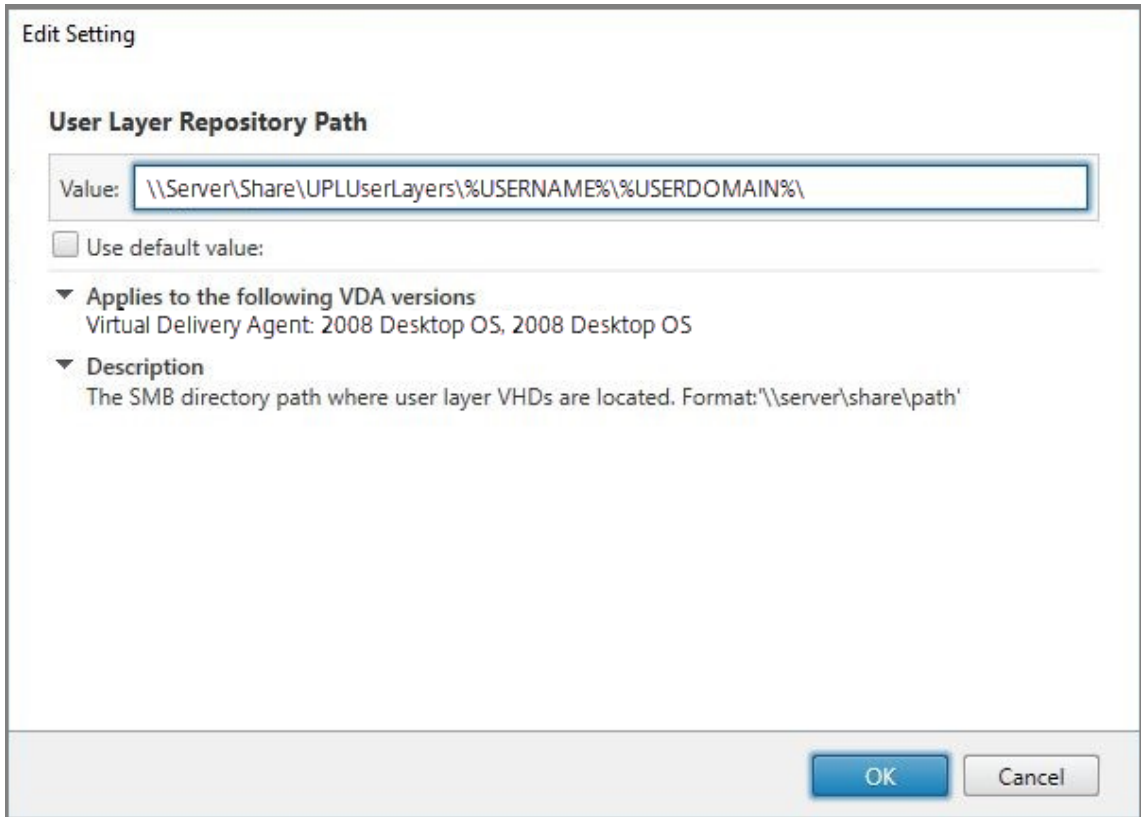 Edit Setting
User Layer Repository Path
Value: \\Server\Share\UPLUserLayers\%USERNAME%\%USERDOMAIN%\
Use default value:
Applies to the following VDA versions
Virtual Delivery Agent: 2008 Desktop OS, 2008 Desktop OS
Description
The SMB directory path where user layer VHDs are located. Format:'\\server\share\path'
OK Cancel